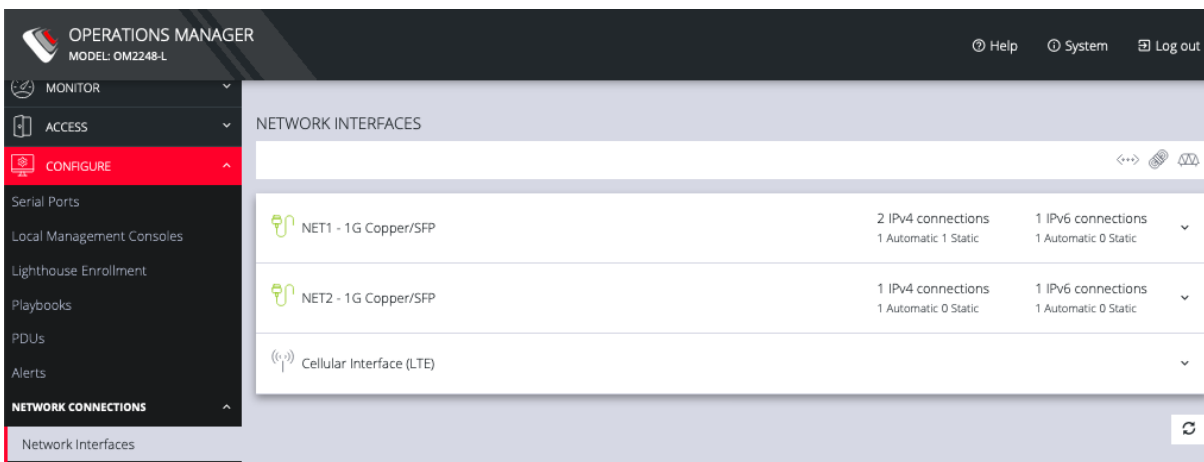 OPERATIONS MANAGER
MODEL: OM2248-L
Help
System
Log out
MONITOR
ACCESS
CONFIGURE
Serial Ports
Local Management Consoles
Lighthouse Enrollment
Playbooks
PDUs
Alerts
NETWORK CONNECTIONS
Network Interfaces
NETWORK INTERFACES
NET1 - 1G Copper/SFP
2 IPv4 connections
1 Automatic 1 Static
1 IPv6 connections
1 Automatic 0 Static
NET2 - 1G Copper/SFP
1 IPv4 connections
1 Automatic 0 Static
1 IPv6 connections
1 Automatic 0 Static
Cellular Interface (LTE)